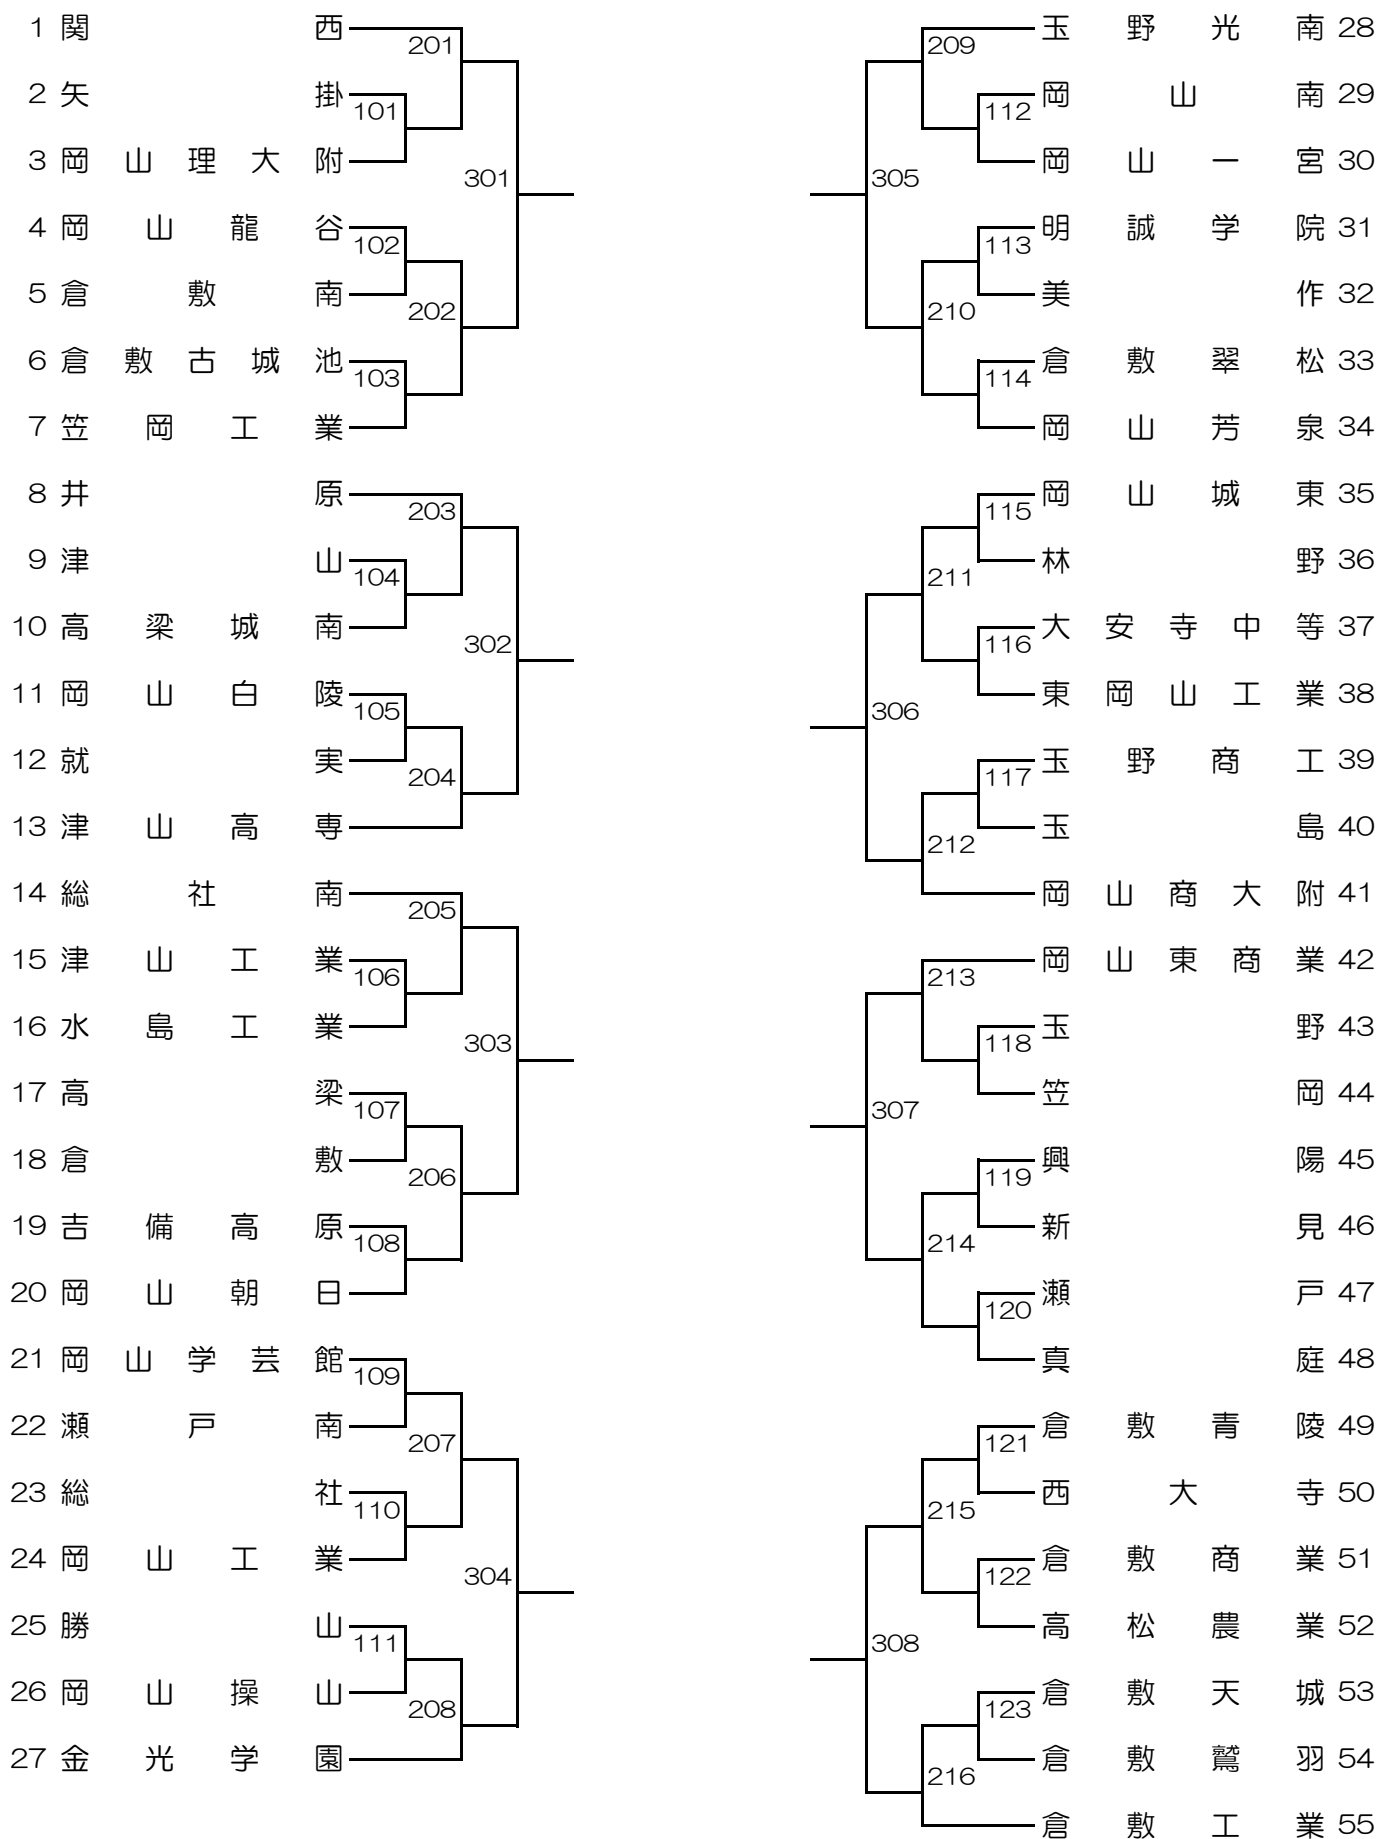 1 関西
201
2 矢掛
101
3 岡山理大附
301
4 岡山龍谷
102
5 倉敷南
202
6 倉敷古城池
103
7 笠岡工業
8 井原
203
9 津山
104
10 高梁城南
302
11 岡山白陵
105
12 就実
204
13 津山高専
14 総社南
205
15 津山工業
106
16 水島工業
303
17 高梁
107
18 倉敷
206
19 吉備高原
108
20 岡山朝日
21 岡山学芸館
109
22 瀬戸南
207
23 総社
110
24 岡山工業
304
25 勝山
111
26 岡山操山
208
27 金光学園
玉野光南 28
209
岡山南 29
112
岡山一宮 30
305
明誠学院 31
113
美作 32
210
倉敷翠松 33
114
岡山芳泉 34
岡山城東 35
115
林野 36
211
大安寺中等 37
116
東岡山工業 38
306
玉野商工 39
117
玉島 40
212
岡山商大附 41
岡山東商業 42
213
玉野 43
118
笠岡 44
307
興陽 45
119
新見 46
214
瀬戸 47
120
真庭 48
倉敷青陵 49
121
西大寺 50
215
倉敷商業 51
122
高松農業 52
308
倉敷天城 53
123
倉敷鷲羽 54
216
倉敷工業 55